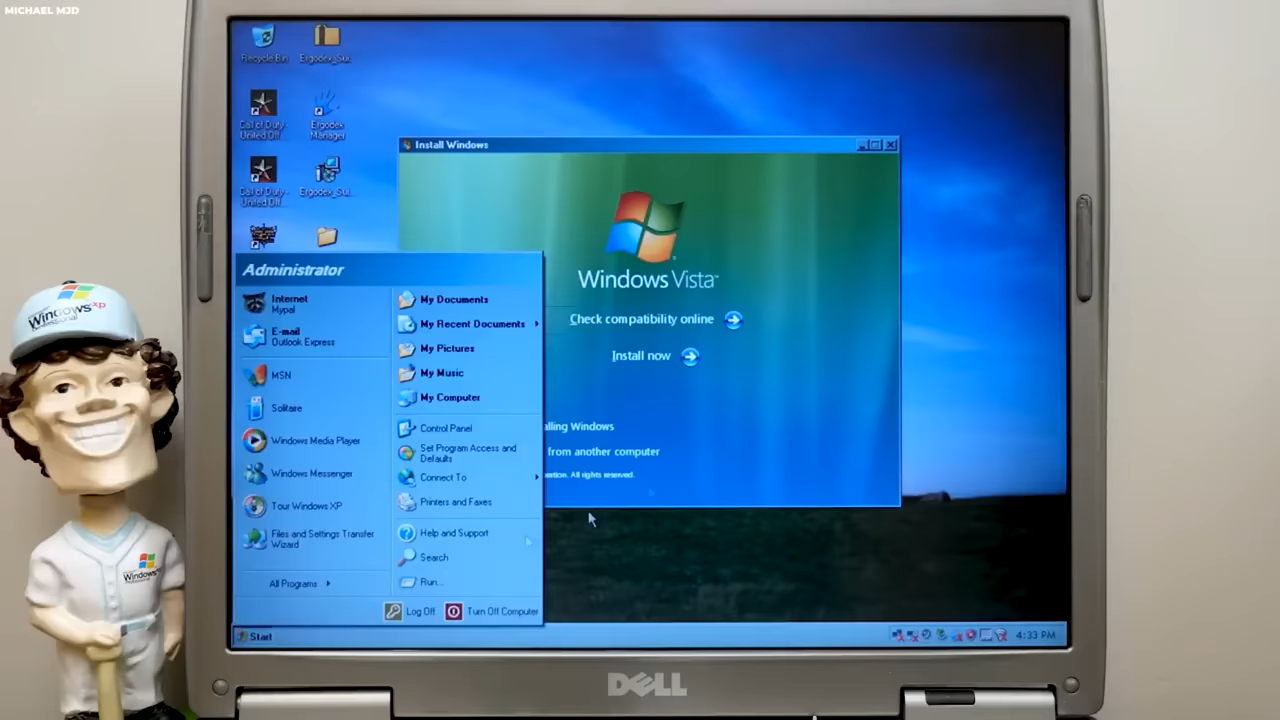 MICHAEL MJD
Recycle Bin
Ergodex_Sui...
Call of Duty-
United Off...
Ergodex
Manager
Call of Duty-
United Off...
Ergodex_Sui...
Install Windows
Windows Vista™
Check compatibility online
Install now
alling Windows
from another computer
ration. All rights reserved.
Administrator
Internet
Mypal
E-mail
Outlook Express
MSN
Solitaire
Windows Media Player
Windows Messenger
Tour Windows XP
Files and Settings Transfer
Wizard
All Programs
My Documents
My Recent Documents
My Pictures
My Music
My Computer
Control Panel
Set Program Access and
Defaults
Connect To
Printers and Faxes
Help and Support
Search
Run...
Log Off
Turn Off Computer
Start
4:33 PM
DELL
Windows xp
Professional
Windows